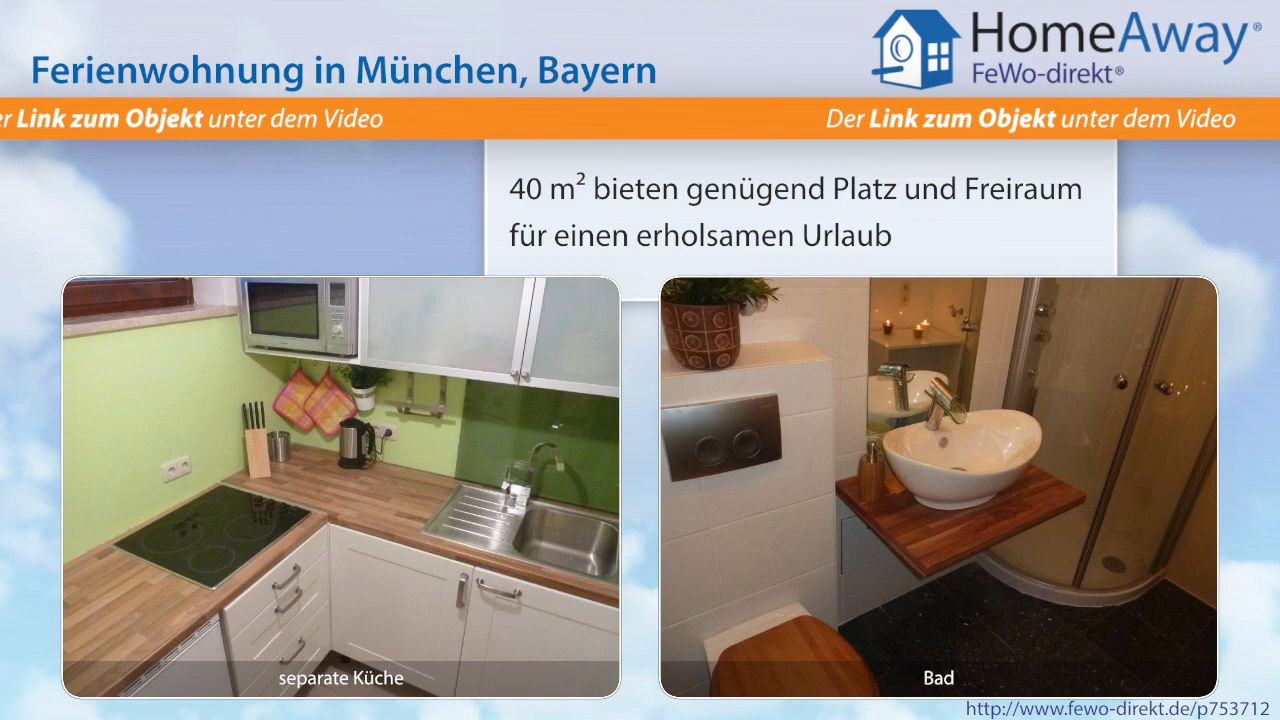 HomeAway®
FeWo-direkt®
Ferienwohnung in München, Bayern
er Link zum Objekt unter dem Video
Der Link zum Objekt unter dem Video
40 m² bieten genügend Platz und Freiraum
für einen erholsamen Urlaub
separate Küche
Bad
http://www.fewo-direkt.de/p753712